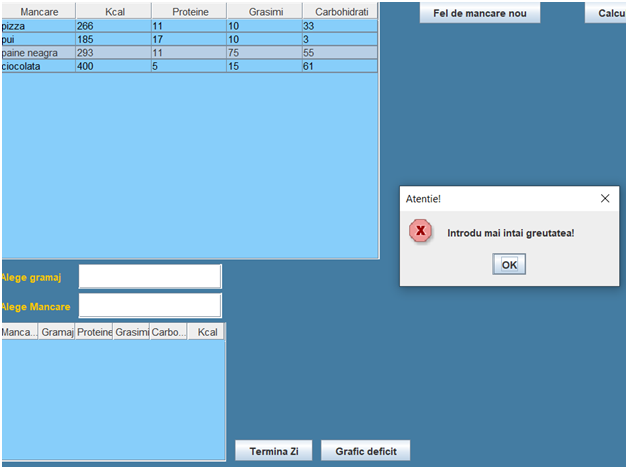 Mancare Kcal Proteine Grasimi Carbohidrati
pizza 266 11 10 33
pui 185 17 10 3
paine neagra 293 11 75 55
ciocolata 400 5 15 61
Fel de mancare nou
Calcu
Atentie!
Introdu mai intai greutatea!
OK
Alege gramaj
Alege Mancare
Manca... Gramaj Proteine Grasimi Carbo... Kcal
Termina Zi
Grafic deficit